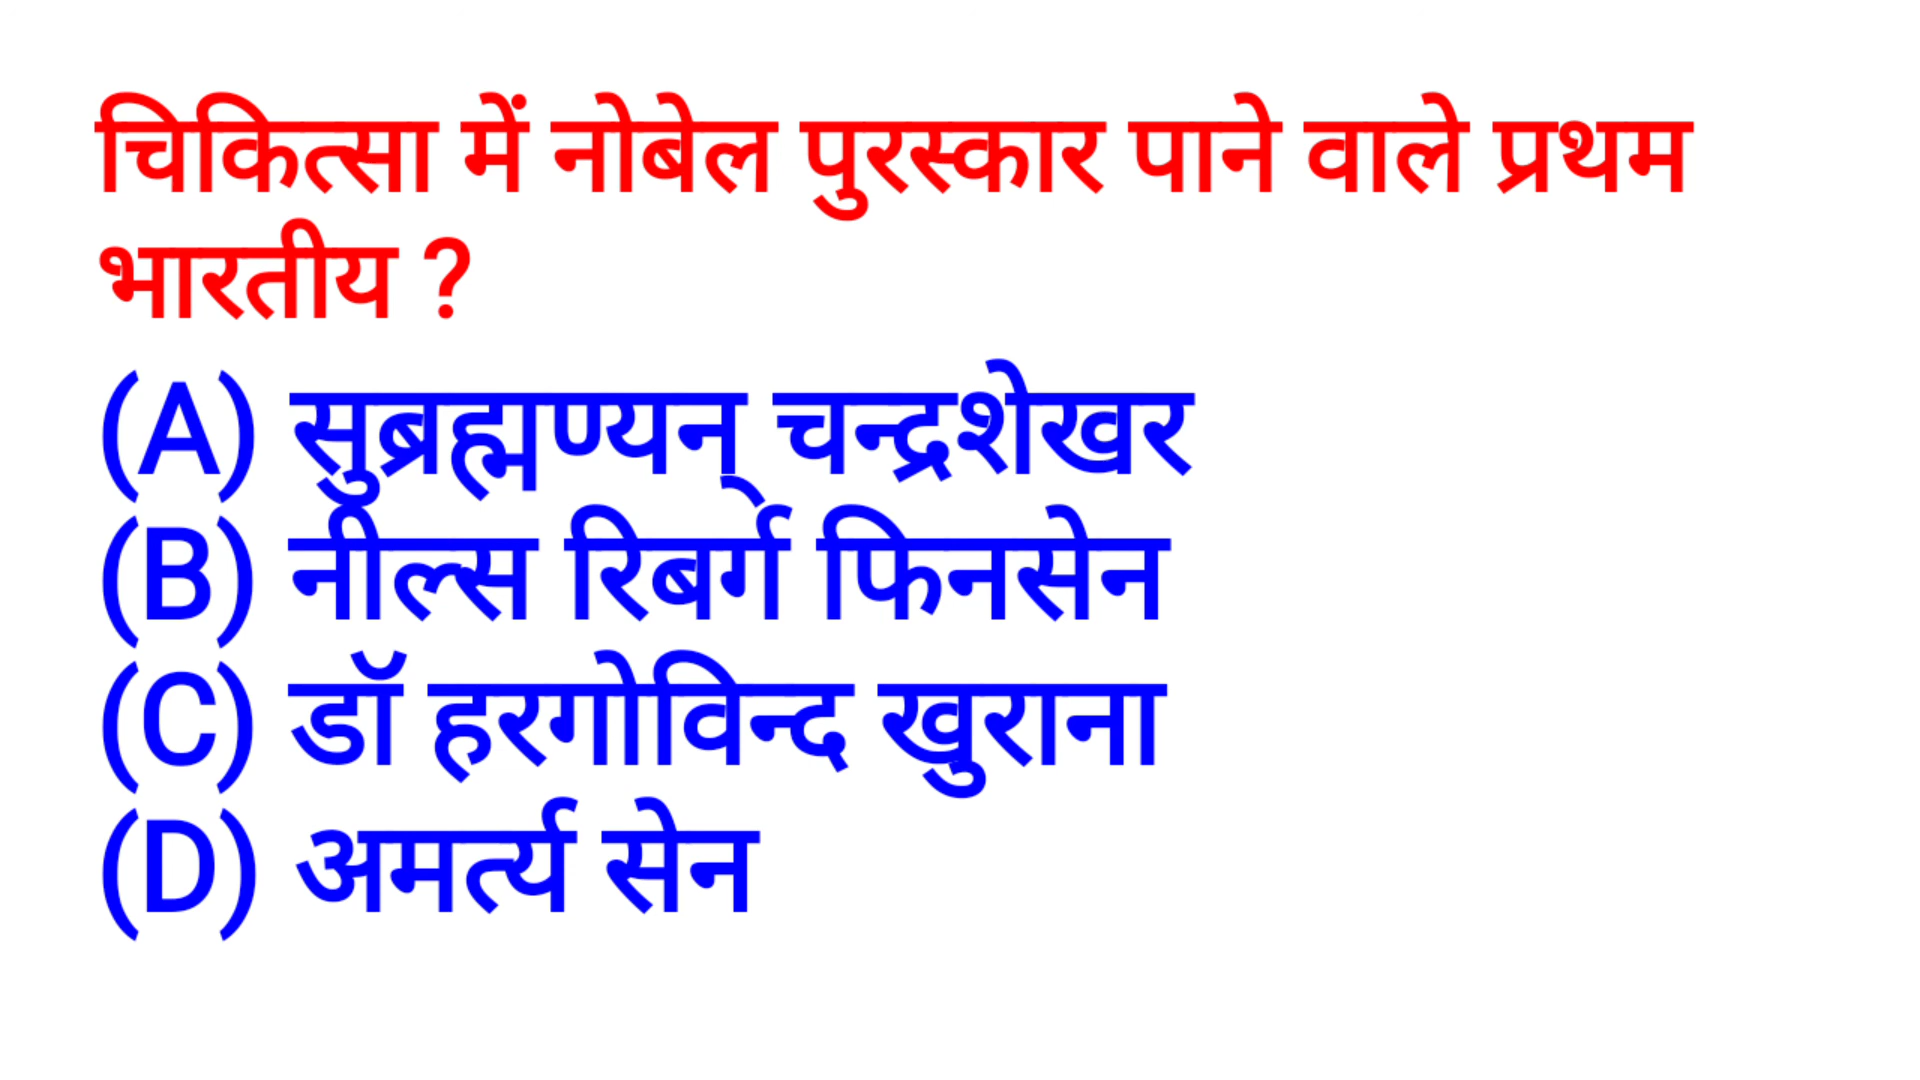 चिकित्सा में नोबेल पुरस्कार पाने वाले प्रथम
भारतीय ?
(A) सुब्रह्मण्यन् चन्द्रशेखर
(B) नील्स रिबर्ग फिनसेन
(C) डॉ हरगोविन्द खुराना
(D) अमर्त्य सेन